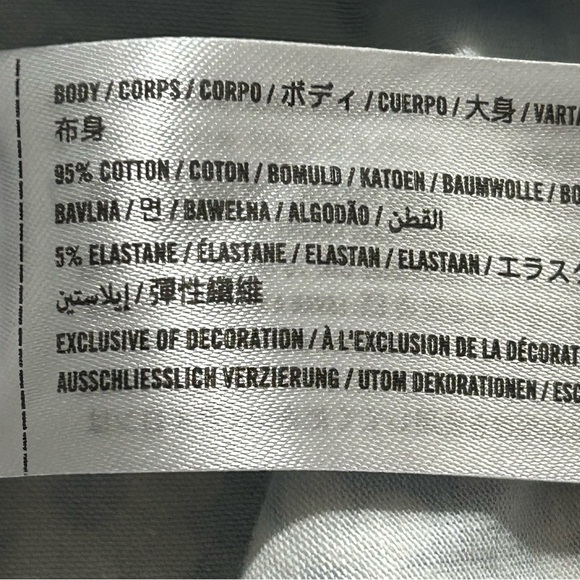 BODY / CORPS / CORPO / ボディ / CUERPO / 大身 / VARTA
布身
95% COTTON / COTON / BOMULD / KATOEN / BAUMWOLLE / BO
BAVLNA / 면 / BAWEŁNA / ALGODÃO / القطن
5% ELASTANE / ÉLASTANE / ELASTAN / ELASTAAN / エラスタ
إيلاستين / 彈性纖維
EXCLUSIVE OF DECORATION / À L'EXCLUSION DE LA DÉCORAT
AUSSCHLIESSLICH VERZIERUNG / UTOM DEKORATIONEN / ESC